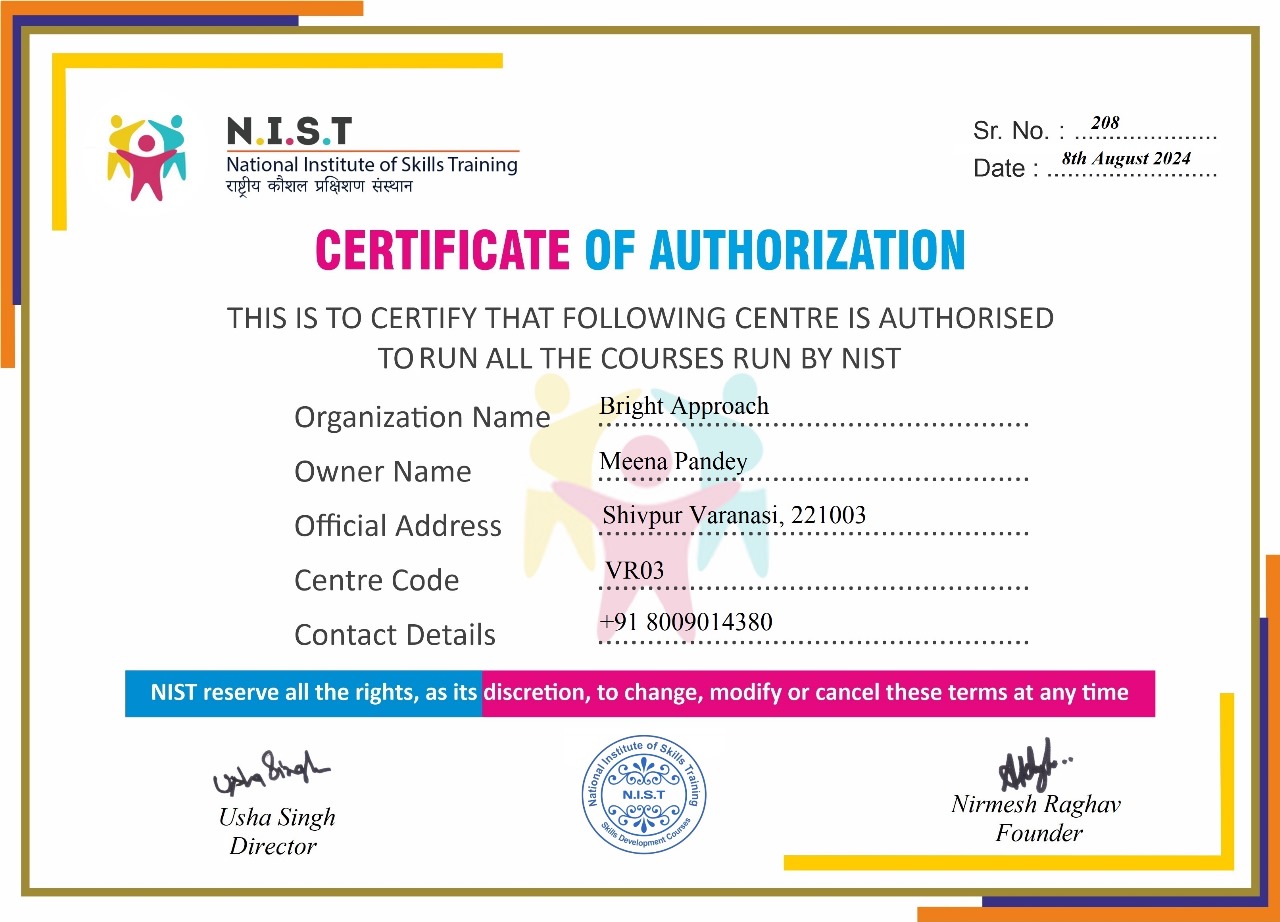 N.I.S.T
National Institute of Skills Training
राष्ट्रीय कौशल प्रक्षिशण संस्थान
Sr. No. : 208
Date : 8th August 2024
CERTIFICATE OF AUTHORIZATION
THIS IS TO CERTIFY THAT FOLLOWING CENTRE IS AUTHORISED
TO RUN ALL THE COURSES RUN BY NIST
Organization Name Bright Approach
Owner Name Meena Pandey
Official Address Shivpur Varanasi, 221003
Centre Code VR03
Contact Details +91 8009014380
NIST reserve all the rights, as its discretion, to change, modify or cancel these terms at any time
Usha Singh
Usha Singh
Director
National Institute of Skills Training
N.I.S.T
Skills Development Courses
Nirmesh Raghav
Founder